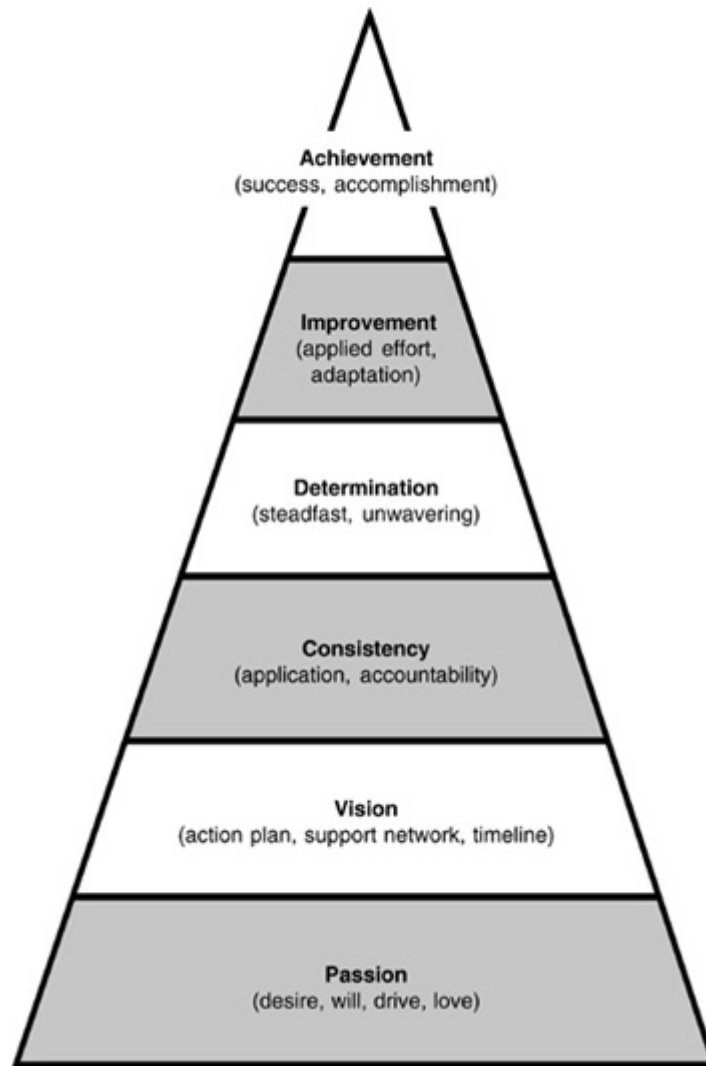 Achievement
(success, accomplishment)
Improvement
(applied effort,
adaptation)
Determination
(steadfast, unwavering)
Consistency
(application, accountability)
Vision
(action plan, support network, timeline)
Passion
(desire, will, drive, love)